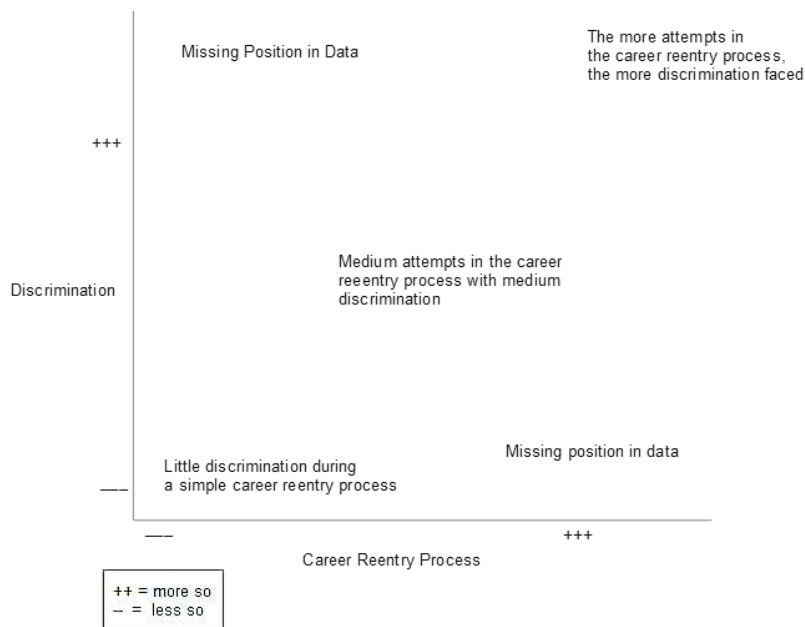 Missing Position in Data
The more attempts in
the career reentry process,
the more discrimination faced
+++
Medium attempts in the career
reeentry process with medium
discrimination
Discrimination
Missing position in data
Little discrimination during
a simple career reentry process
---
---
+++
Career Reentry Process
++ = more so
-- = less so